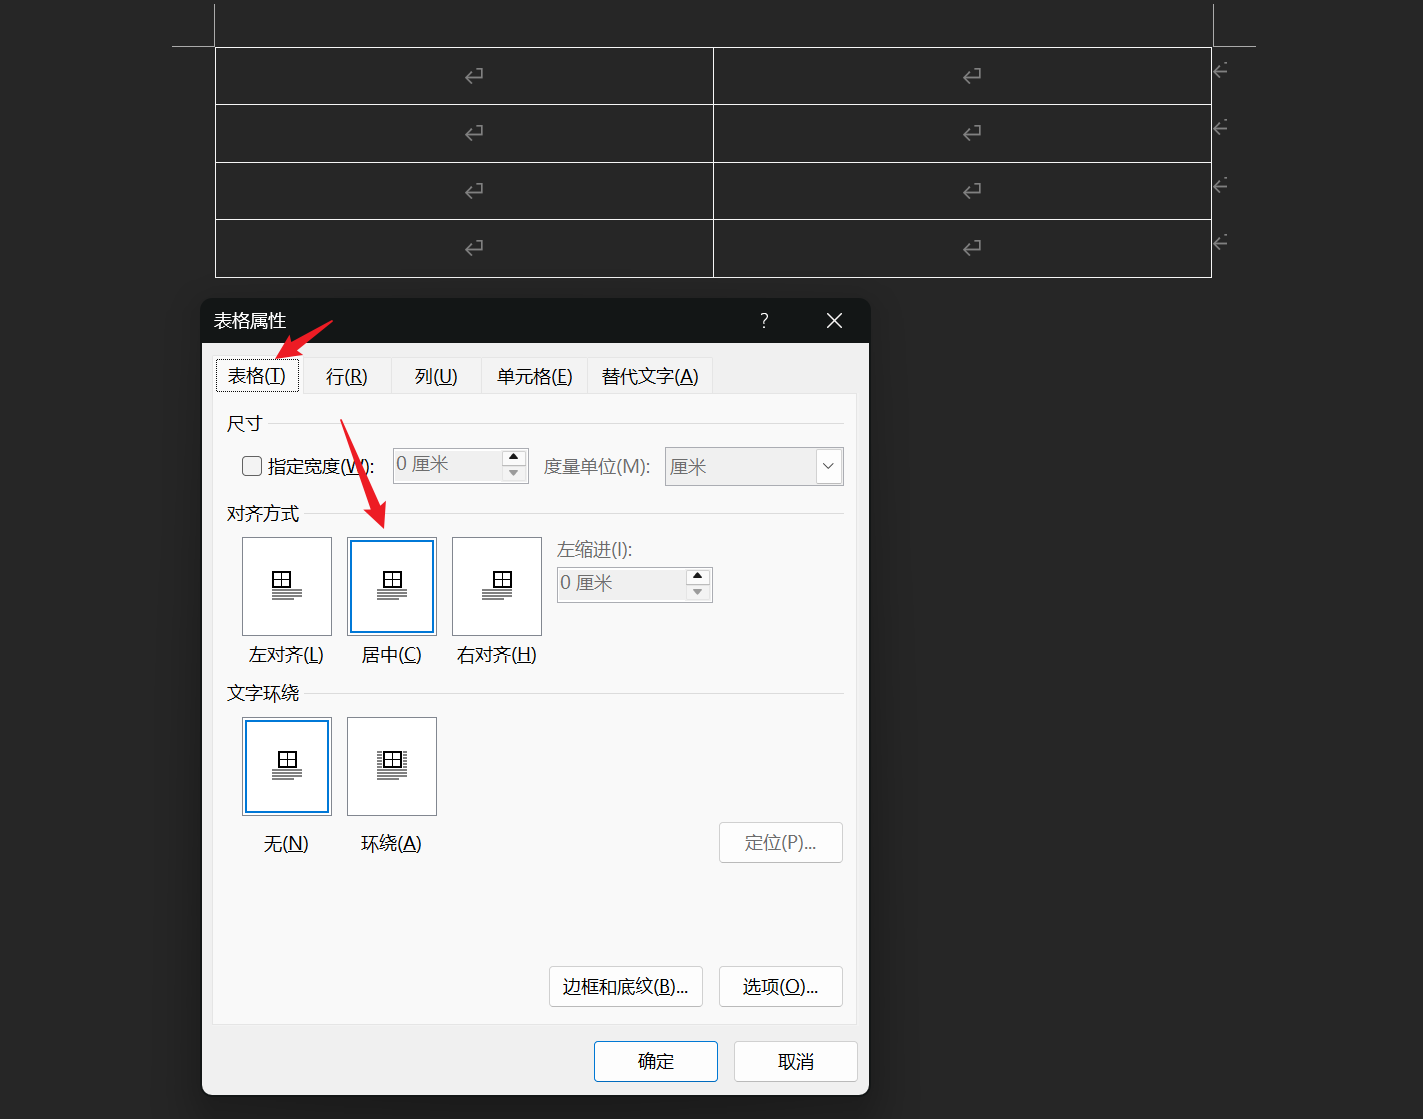 表格属性 ?
表格(T) 行(R) 列(U) 单元格(E) 替代文字(A)
尺寸
指定宽度(W): 0 厘米 度量单位(M): 厘米
对齐方式
左缩进(I):
0 厘米
左对齐(L) 居中(C) 右对齐(H)
文字环绕
无(N) 环绕(A)
定位(P)...
边框和底纹(B)... 选项(O)...
确定 取消